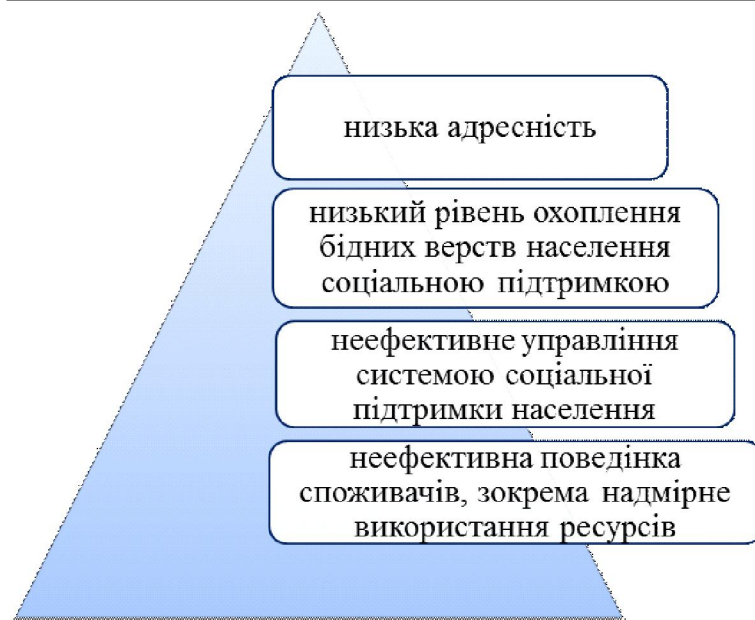 низька адресність
низький рівень охоплення
бідних верств населення
соціальною підтримкою
неефективне управління
системою соціальної
підтримки населення
неефективна поведінка
споживачів, зокрема надмірне
використання ресурсів